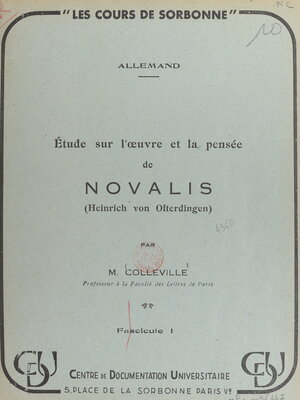 "LES COURS DE SORBONNE"
10
ALLEMAND
Étude sur l'œuvre et la pensée
de
NOVALIS
(Heinrich von Ofterdingen)
PAR
M. COLLEVILLE
Professeur à la Faculté des Lettres de Paris
Fascicule I
CDU
CENTRE DE DOCUMENTATION UNIVERSITAIRE
CDU
5, PLACE DE LA SORBONNE PARIS Ve